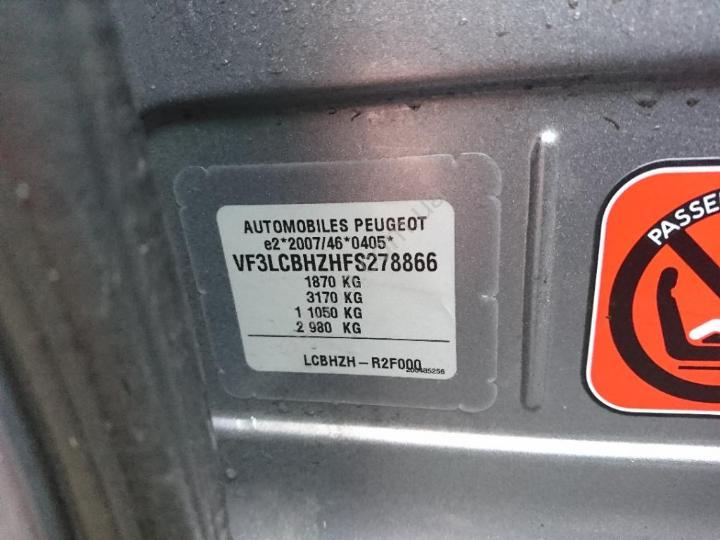 AUTOMOBILES PEUGEOT
e2*2007/46*0405*
VF3LCBHZHFS278866
1870 KG
3170 KG
1 1050 KG
2 980 KG
LCBHZH-R2F000
PASSE